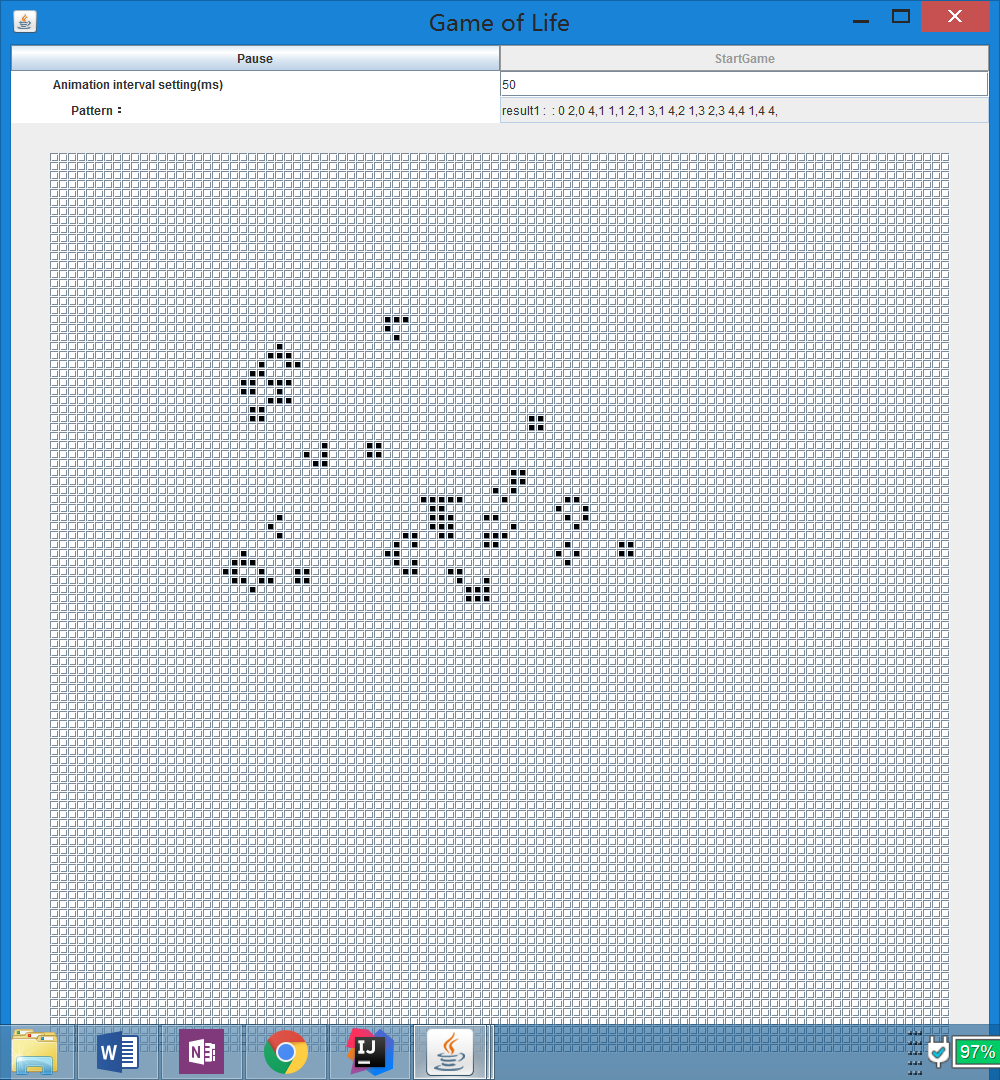 Game of Life
Pause
StartGame
Animation interval setting(ms)
50
Pattern：
result1 : : 0 2,0 4,1 1,1 2,1 3,1 4,2 1,3 2,3 4,4 1,4 4,
W
N
IJ
97%